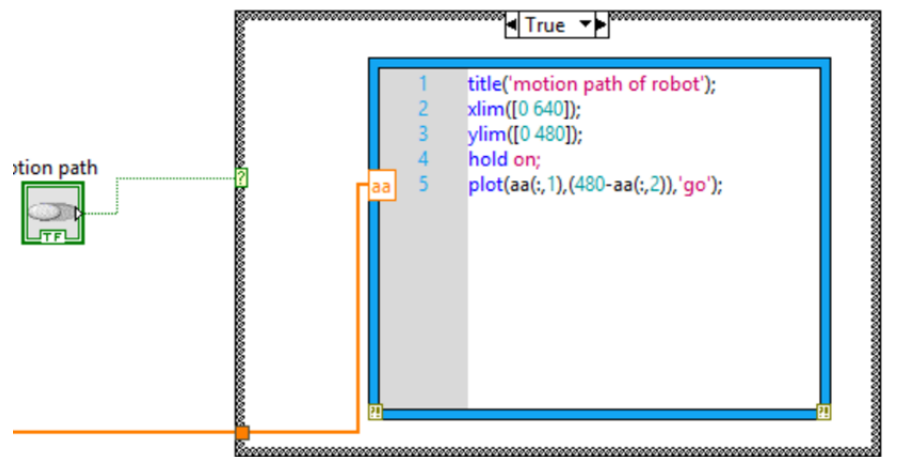 True
1 title('motion path of robot');
2 xlim([0 640]);
3 ylim([0 480]);
4 hold on;
5 plot(aa(:,1),(480-aa(:,2)),'go');
path
?
TF
aa